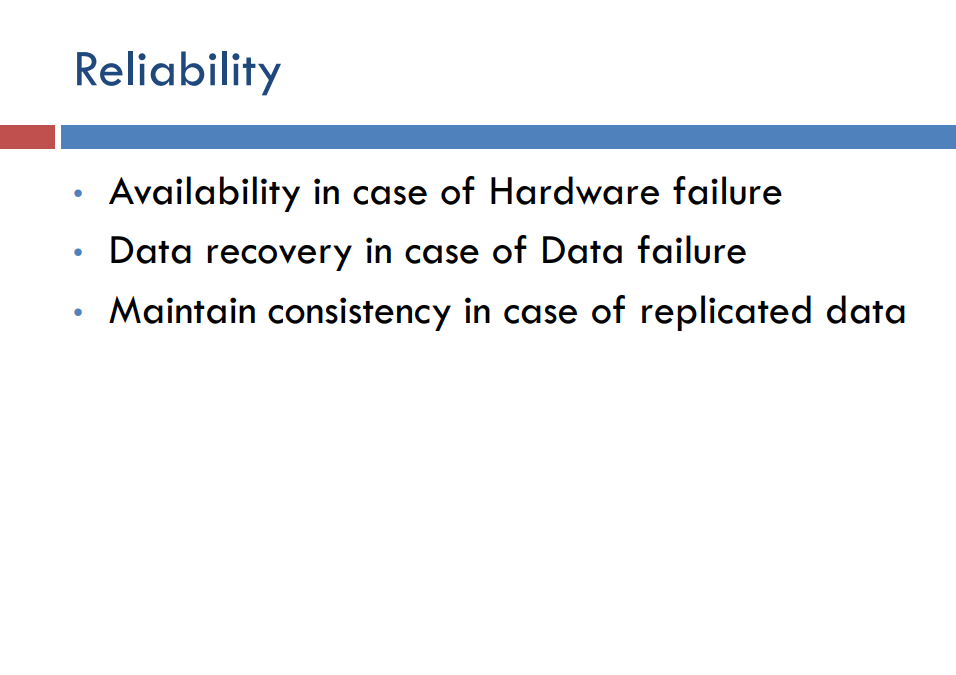 Reliability
• Availability in case of Hardware failure
• Data recovery in case of Data failure
• Maintain consistency in case of replicated data